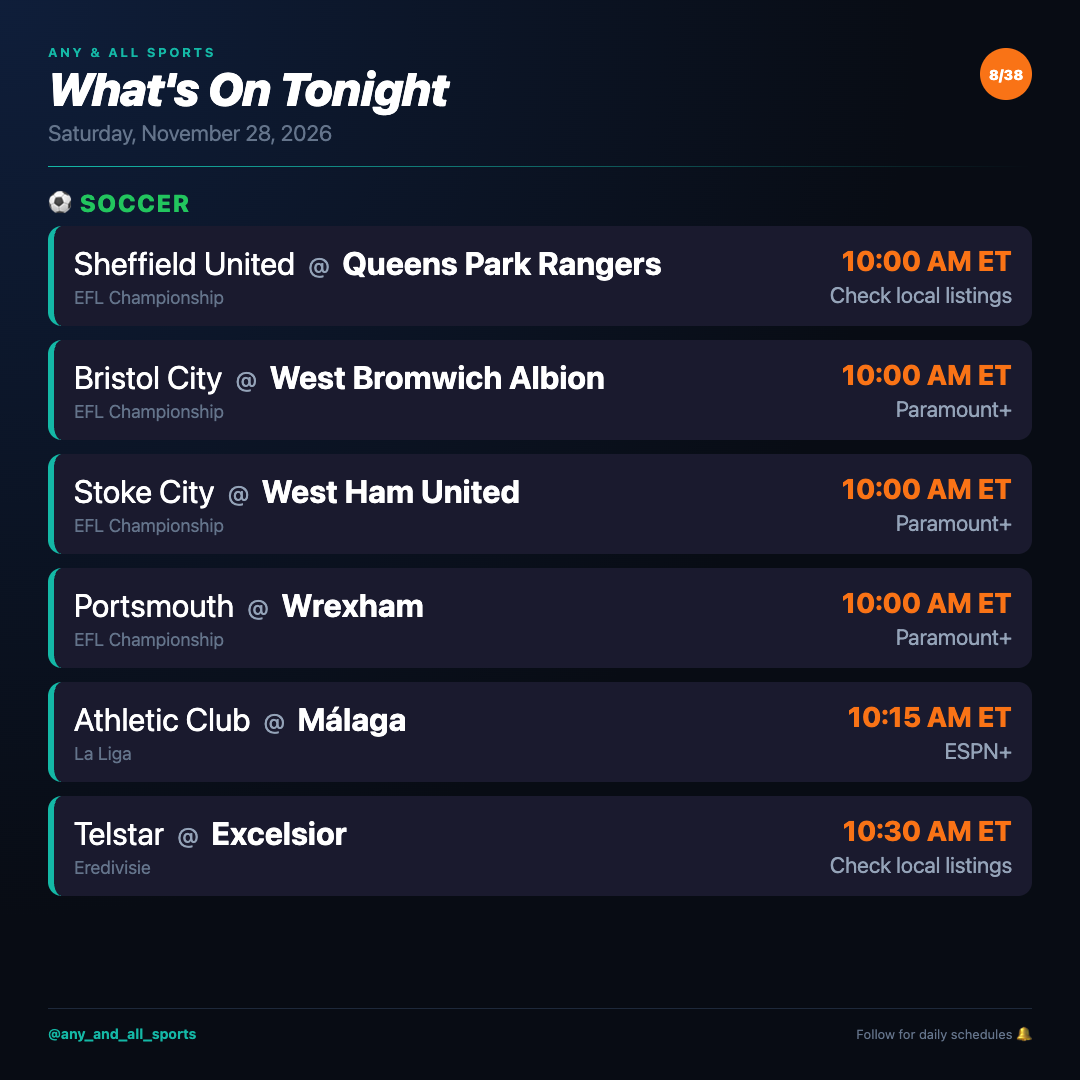 ANY & ALL SPORTS
What's On Tonight
8/38
Saturday, November 28, 2026
⚽ SOCCER
Sheffield United @ Queens Park Rangers 10:00 AM ET
EFL Championship Check local listings
Bristol City @ West Bromwich Albion 10:00 AM ET
EFL Championship Paramount+
Stoke City @ West Ham United 10:00 AM ET
EFL Championship Paramount+
Portsmouth @ Wrexham 10:00 AM ET
EFL Championship Paramount+
Athletic Club @ Málaga 10:15 AM ET
La Liga ESPN+
Telstar @ Excelsior 10:30 AM ET
Eredivisie Check local listings
@any_and_all_sports Follow for daily schedules 🔔